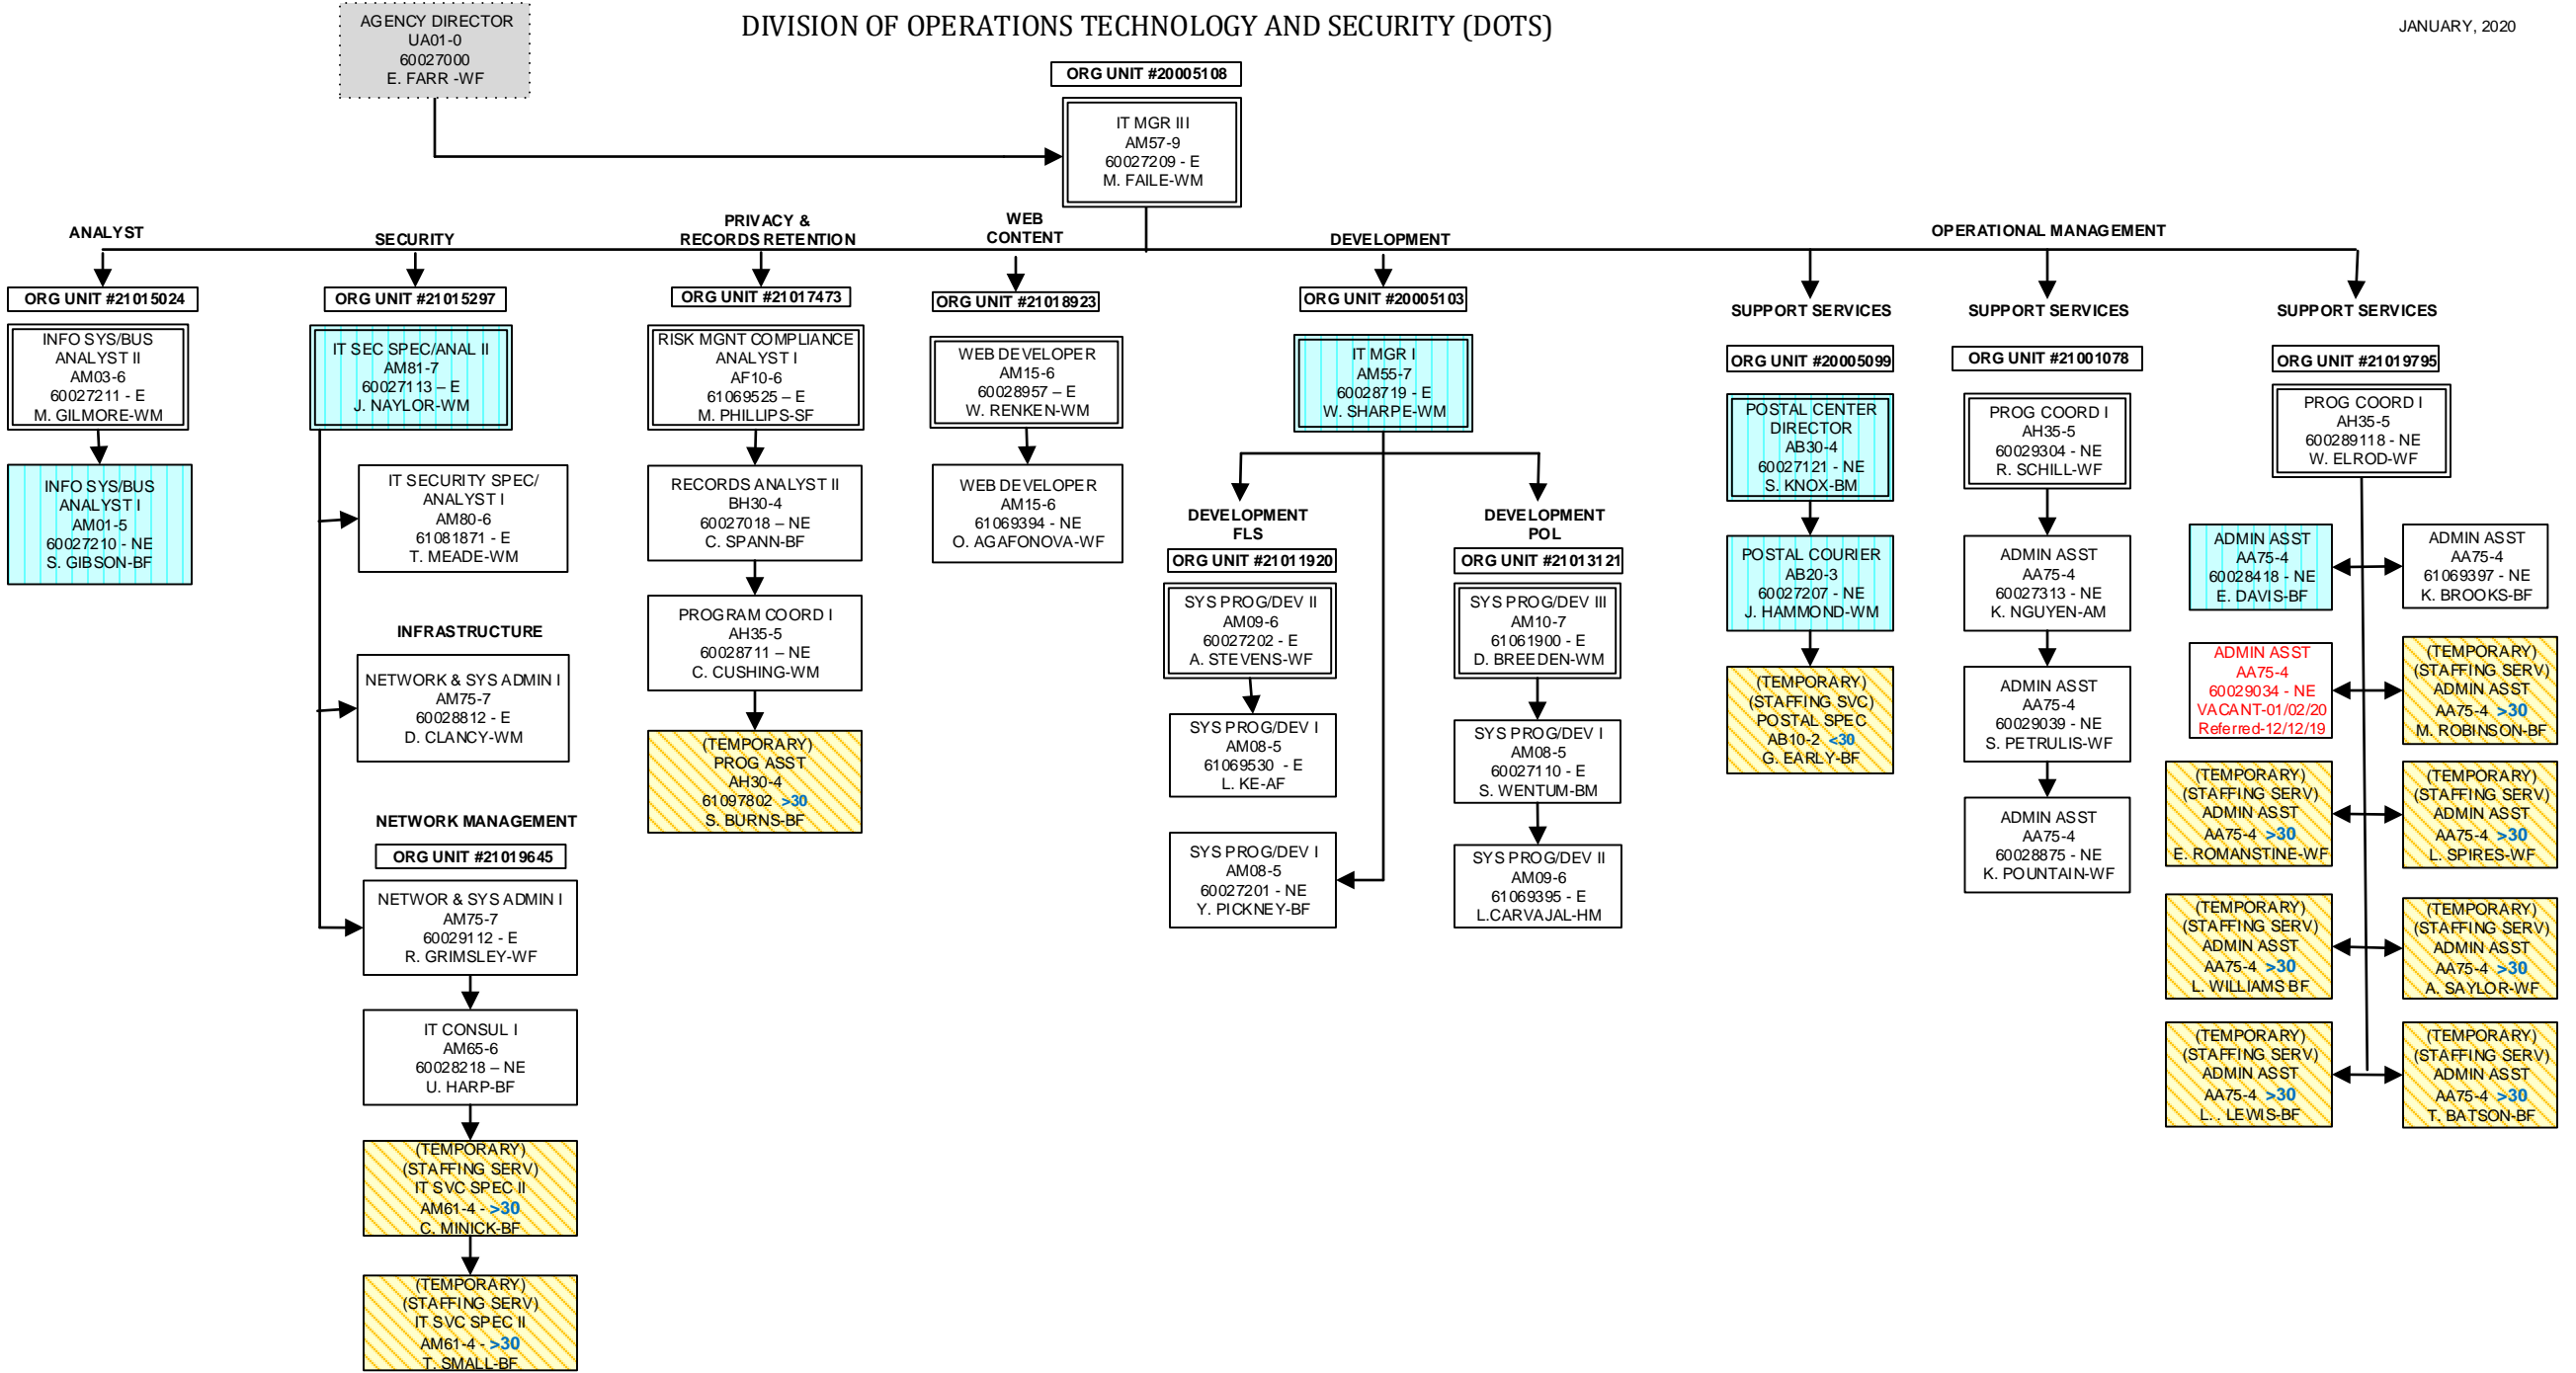 AGENCY DIRECTOR
UA01-0
60027000
E. FARR -WF
DIVISION OF OPERATIONS TECHNOLOGY AND SECURITY (DOTS)
JANUARY, 2020
ORG UNIT #20005108
IT MGR III
AM57-9
60027209 - E
M. FAILE-WM
ANALYST
ORG UNIT #21015024
INFO SYS/BUS
ANALYST II
AM03-6
60027211 - E
M. GILMORE-WM
INFO SYS/BUS
ANALYST I
AM01-5
60027210 - NE
S. GIBSON-BF
SECURITY
ORG UNIT #21015297
IT SEC SPEC/ANAL II
AM81-7
60027113 – E
J. NAYLOR-WM
IT SECURITY SPEC/
ANALYST I
AM80-6
61081871 - E
T. MEADE-WM
INFRASTRUCTURE
NETWORK & SYS ADMIN I
AM75-7
60028812 - E
D. CLANCY-WM
NETWORK MANAGEMENT
ORG UNIT #21019645
NETWOR & SYS ADMIN I
AM75-7
60029112 - E
R. GRIMSLEY-WF
IT CONSUL I
AM65-6
60028218 – NE
U. HARP-BF
(TEMPORARY)
(STAFFING SERV)
IT SVC SPEC II
AM61-4 - >30
C. MINICK-BF
(TEMPORARY)
(STAFFING SERV)
IT SVC SPEC II
AM61-4 - >30
T. SMALL-BF
PRIVACY &
RECORDS RETENTION
ORG UNIT #21017473
RISK MGNT COMPLIANCE
ANALYST I
AF10-6
61069525 – E
M. PHILLIPS-SF
RECORDS ANALYST II
BH30-4
60027018 – NE
C. SPANN-BF
PROGRAM COORD I
AH35-5
60028711 – NE
C. CUSHING-WM
(TEMPORARY)
PROG ASST
AH30-4
61097802 >30
S. BURNS-BF
WEB
CONTENT
ORG UNIT #21018923
WEB DEVELOPER
AM15-6
60028957 – E
W. RENKEN-WM
WEB DEVELOPER
AM15-6
61069394 - NE
O. AGAFONOVA-WF
DEVELOPMENT
ORG UNIT #20005103
IT MGR I
AM55-7
60028719 - E
W. SHARPE-WM
DEVELOPMENT
FLS
ORG UNIT #21011920
SYS PROG/DEV II
AM09-6
60027202 - E
A. STEVENS-WF
SYS PROG/DEV I
AM08-5
61069530 - E
L. KE-AF
SYS PROG/DEV I
AM08-5
60027201 - NE
Y. PICKNEY-BF
DEVELOPMENT
POL
ORG UNIT #21013121
SYS PROG/DEV III
AM10-7
61061900 - E
D. BREEDEN-WM
SYS PROG/DEV I
AM08-5
60027110 - E
S. WENTUM-BM
SYS PROG/DEV II
AM09-6
61069395 - E
L.CARVAJAL-HM
OPERATIONAL MANAGEMENT
SUPPORT SERVICES
ORG UNIT #20005099
POSTAL CENTER
DIRECTOR
AB30-4
60027121 - NE
S. KNOX-BM
POSTAL COURIER
AB20-3
60027207 - NE
J. HAMMOND-WM
(TEMPORARY)
(STAFFING SVC)
POSTAL SPEC
AB10-2 <30
G. EARLY-BF
SUPPORT SERVICES
ORG UNIT #21001078
PROG COORD I
AH35-5
60029304 - NE
R. SCHILL-WF
ADMIN ASST
AA75-4
60027313 - NE
K. NGUYEN-AM
ADMIN ASST
AA75-4
60029039 - NE
S. PETRULIS-WF
ADMIN ASST
AA75-4
60028875 - NE
K. POUNTAIN-WF
SUPPORT SERVICES
ORG UNIT #21019795
PROG COORD I
AH35-5
600289118 - NE
W. ELROD-WF
ADMIN ASST
AA75-4
60028418 - NE
E. DAVIS-BF
ADMIN ASST
AA75-4
61069397 - NE
K. BROOKS-BF
ADMIN ASST
AA75-4
60029034 - NE
VACANT-01/02/20
Referred-12/12/19
(TEMPORARY)
(STAFFING SERV)
ADMIN ASST
AA75-4 >30
M. ROBINSON-BF
(TEMPORARY)
(STAFFING SERV)
ADMIN ASST
AA75-4 >30
E. ROMANSTINE-WF
(TEMPORARY)
(STAFFING SERV)
ADMIN ASST
AA75-4 >30
L. SPIRES-WF
(TEMPORARY)
(STAFFING SERV)
ADMIN ASST
AA75-4 >30
L. WILLIAMS BF
(TEMPORARY)
(STAFFING SERV)
ADMIN ASST
AA75-4 >30
A. SAYLOR-WF
(TEMPORARY)
(STAFFING SERV)
ADMIN ASST
AA75-4 >30
L. . LEWIS-BF
(TEMPORARY)
(STAFFING SERV)
ADMIN ASST
AA75-4 >30
T. BATSON-BF